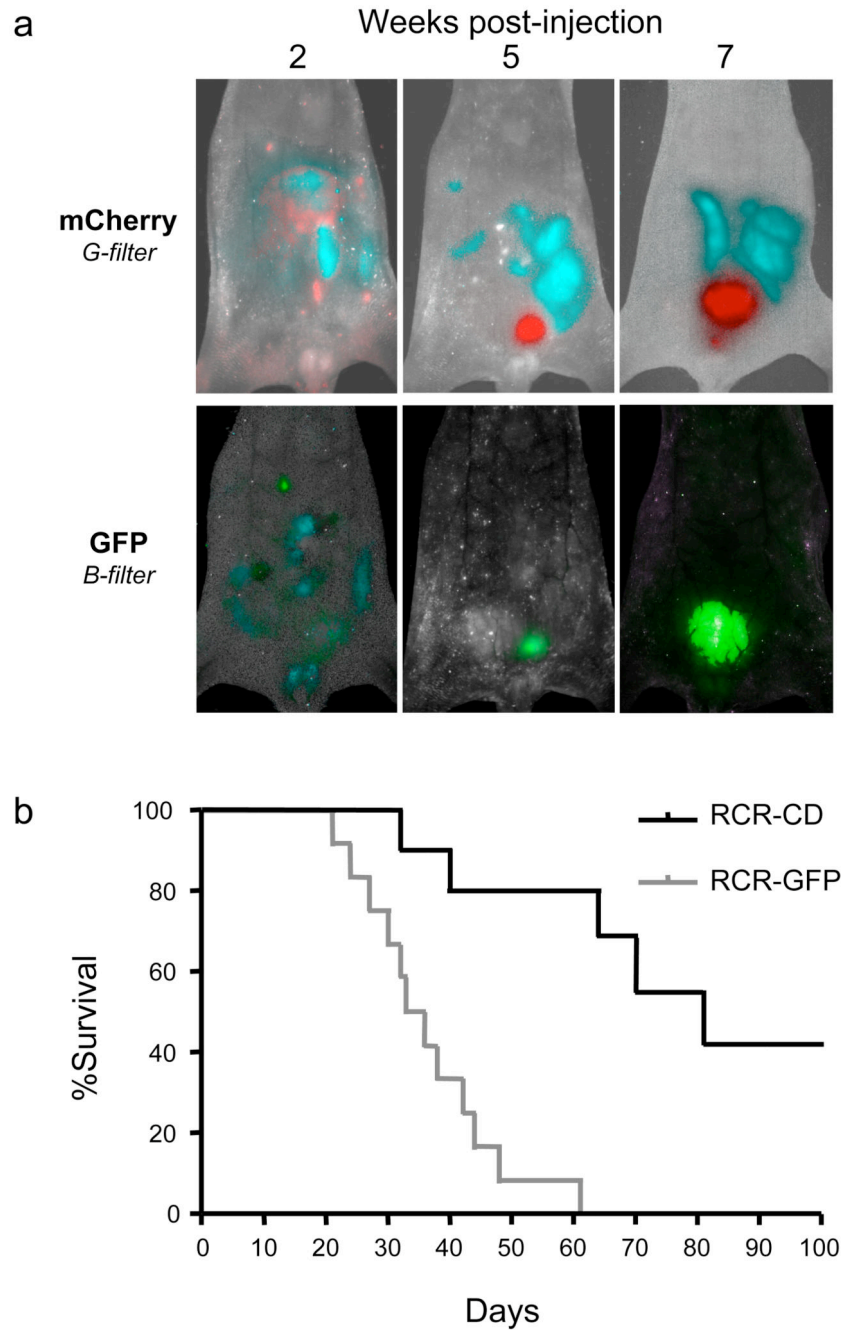 a
Weeks post-injection
2 5 7
mCherry
G-filter
GFP
B-filter
b
RCR-CD
RCR-GFP
100
80
60
40
20
0
%Survival
0 10 20 30 40 50 60 70 80 90 100
Days